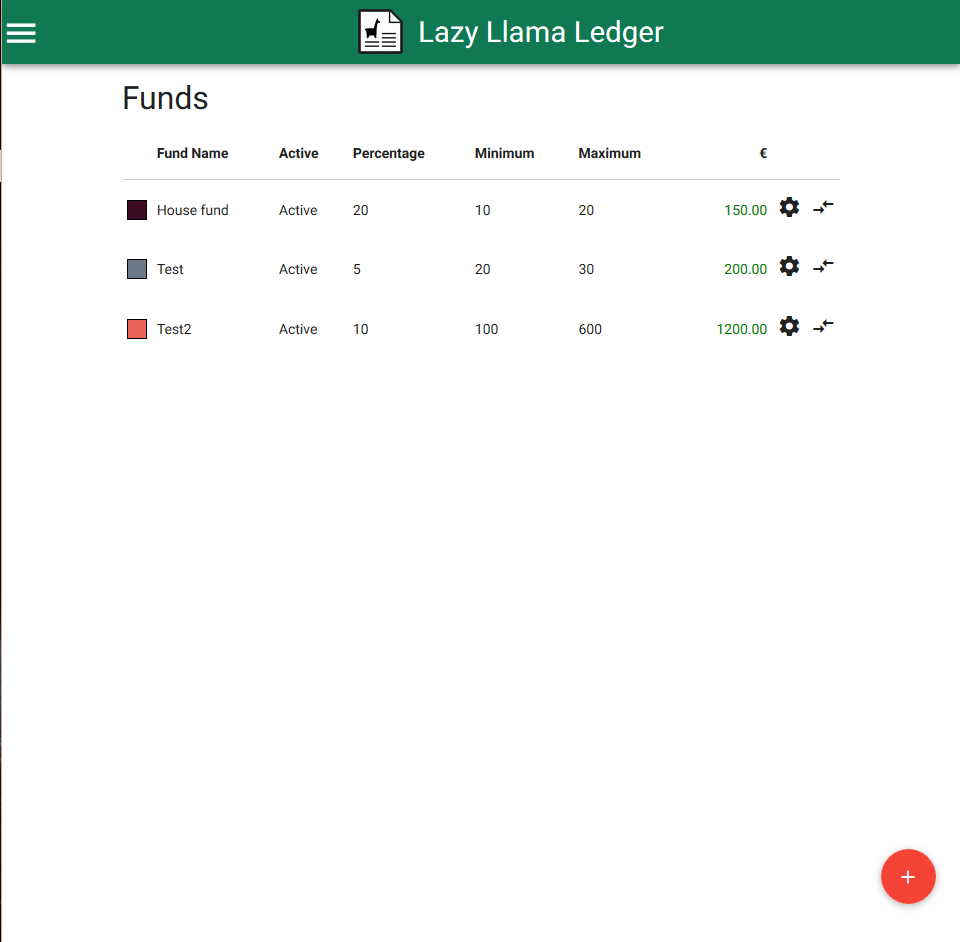 Lazy Llama Ledger
Funds
Fund Name Active Percentage Minimum Maximum €
House fund Active 20 10 20 150.00
Test Active 5 20 30 200.00
Test2 Active 10 100 600 1200.00
+